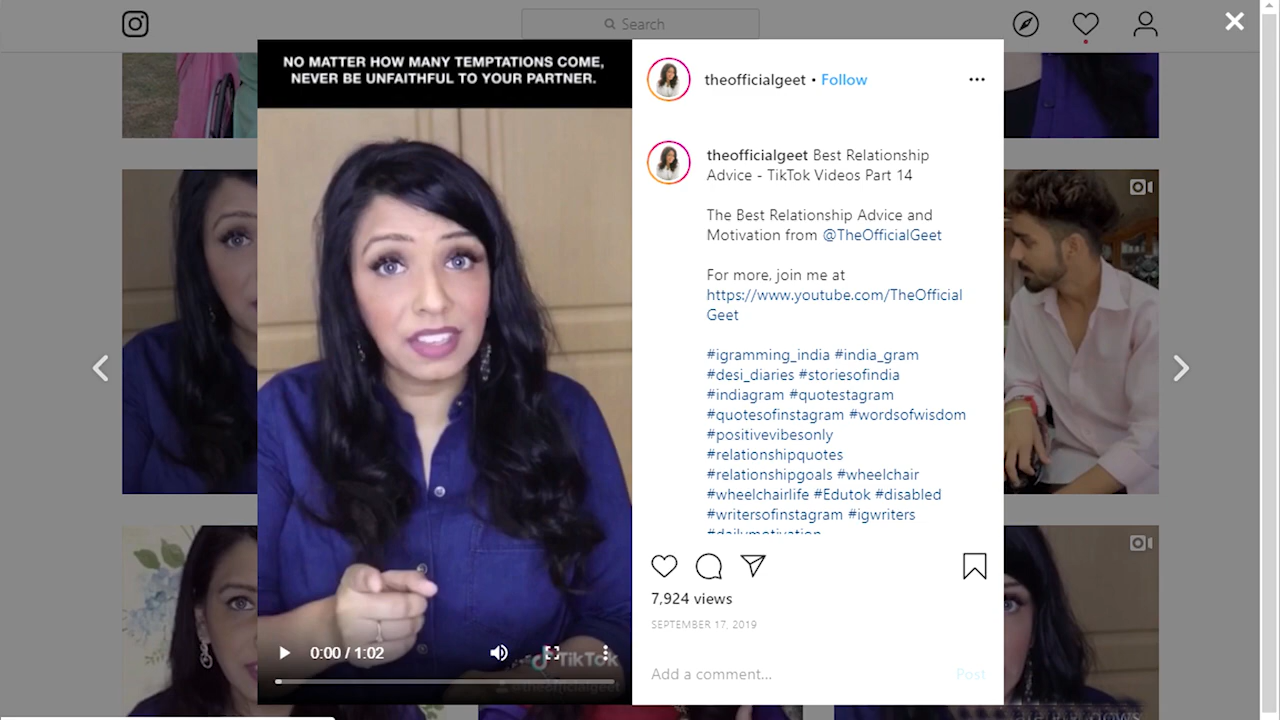 Search
NO MATTER HOW MANY TEMPTATIONS COME,
NEVER BE UNFAITHFUL TO YOUR PARTNER.
theofficialgeet • Follow
theofficialgeet Best Relationship
Advice - TikTok Videos Part 14
The Best Relationship Advice and
Motivation from @TheOfficialGeet
For more, join me at
https://www.youtube.com/TheOfficial
Geet
#igramming_india #india_gram
#desi_diaries #storiesofindia
#indiagram #quotestagram
#quotesofinstagram #wordsofwisdom
#positivevibesonly
#relationshipquotes
#relationshipgoals #wheelchair
#wheelchairlife #Edutok #disabled
#writersofinstagram #igwriters
#dailymotivation
7,924 views
SEPTEMBER 17, 2019
Add a comment... Post
0:00 / 1:02
TikTok
@theofficialgeet